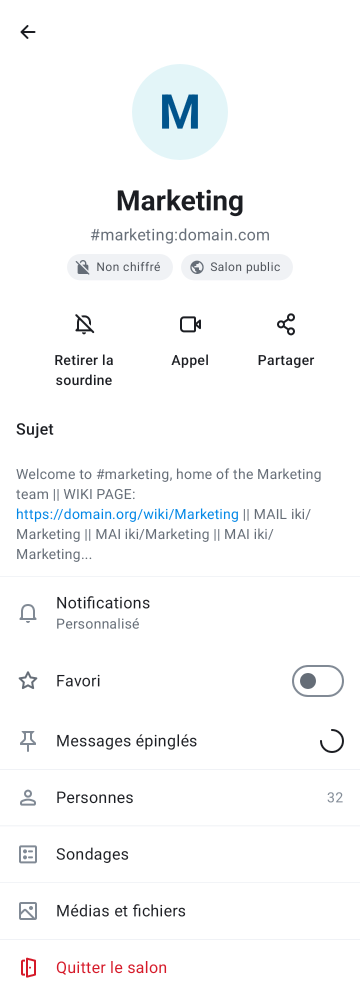 M
Marketing
#marketing:domain.com
Non chiffré
Salon public
Retirer la
sourdine
Appel
Partager
Sujet
Welcome to #marketing, home of the Marketing
team || WIKI PAGE:
https://domain.org/wiki/Marketing || MAIL iki/
Marketing || MAI iki/Marketing || MAI iki/
Marketing...
Notifications
Personnalisé
Favori
Messages épinglés
Personnes 32
Sondages
Médias et fichiers
Quitter le salon